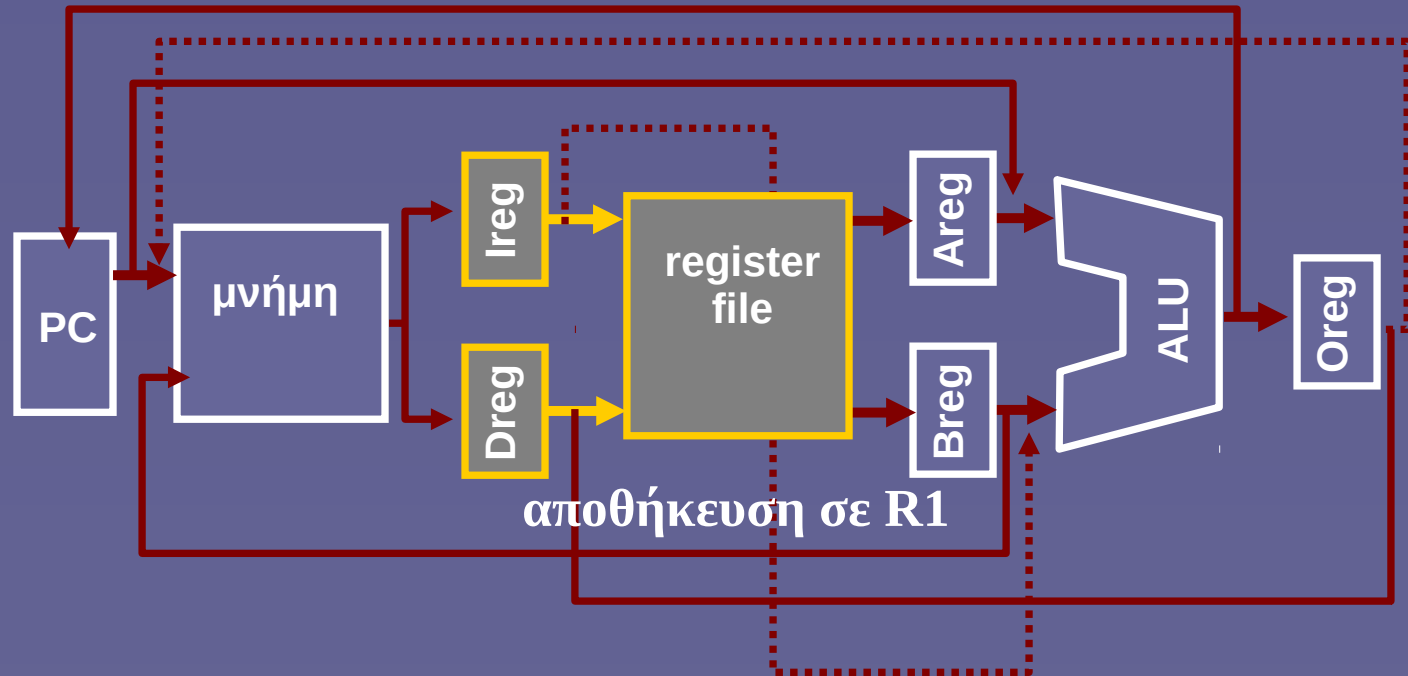 PC
μνήμη
Ireg
Dreg
register
file
Areg
Breg
ALU
Oreg
αποθήκευση σε R1